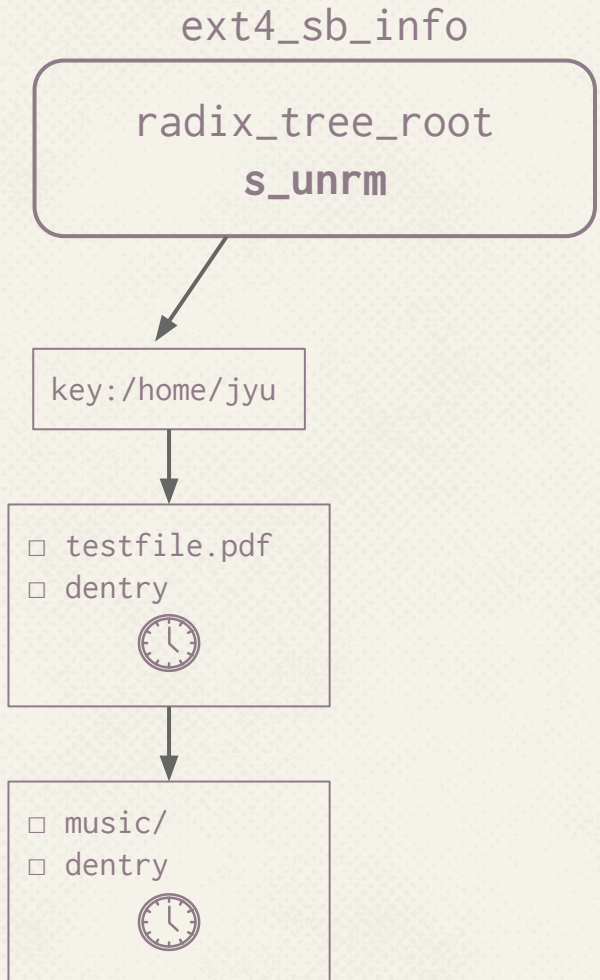 ext4_sb_info
radix_tree_root
s_unrm
key:/home/jyu
□ testfile.pdf
□ dentry
□ music/
□ dentry